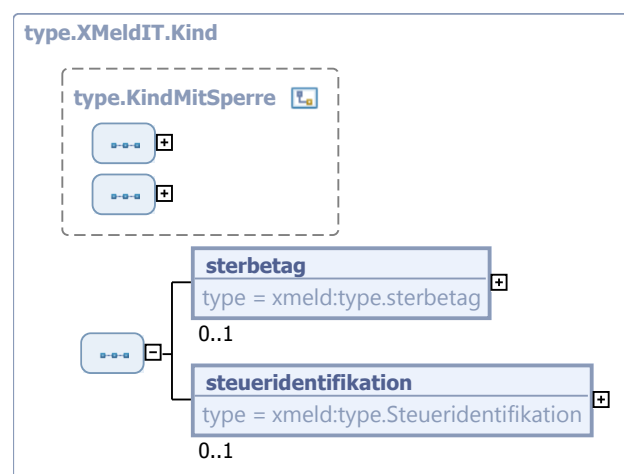 type.XMeldIT.Kind
type.KindMitSperre
sterbetag
type = xmeld:type.sterbetag
0..1
steueridentifikation
type = xmeld:type.Steueridentifikation
0..1